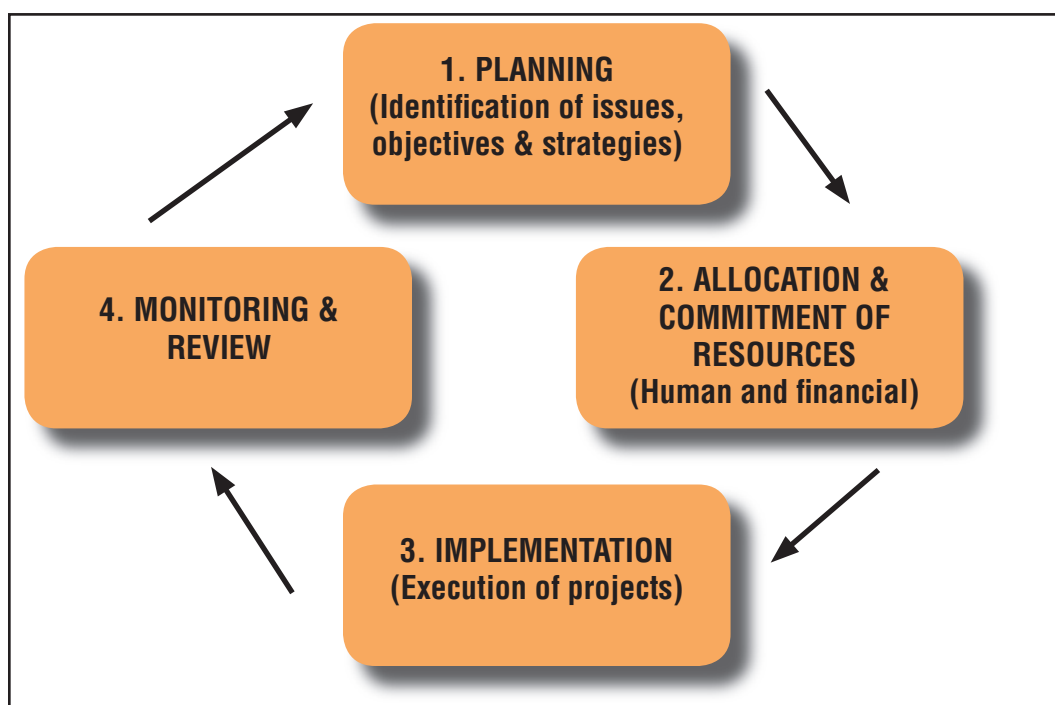 1. PLANNING
(Identification of issues,
objectives & strategies)
2. ALLOCATION &
COMMITMENT OF
RESOURCES
(Human and financial)
3. IMPLEMENTATION
(Execution of projects)
4. MONITORING &
REVIEW